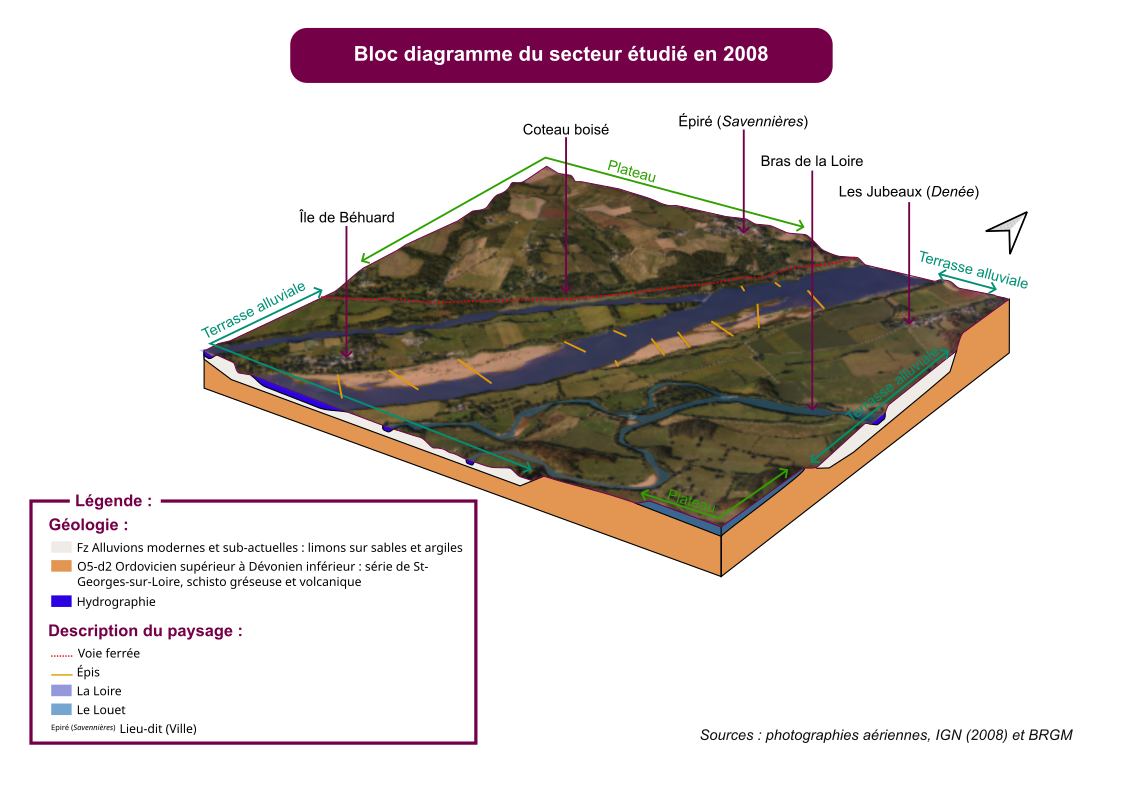 Bloc diagramme du secteur étudié en 2008
Coteau boisé
Épiré (Savennières)
Bras de la Loire
Plateau
Les Jubeaux (Denée)
Île de Béhuard
Terrasse alluviale
Terrasse alluviale
Terrasse alluviale
Plateau
Légende :
Géologie :
Fz Alluvions modernes et sub-actuelles : limons sur sables et argiles
O5-d2 Ordovicien supérieur à Dévonien inférieur : série de St-
Georges-sur-Loire, schisto gréseuse et volcanique
Hydrographie
Description du paysage :
Voie ferrée
Épis
La Loire
Le Louet
Epiré (Savennières) Lieu-dit (Ville)
Sources : photographies aériennes, IGN (2008) et BRGM